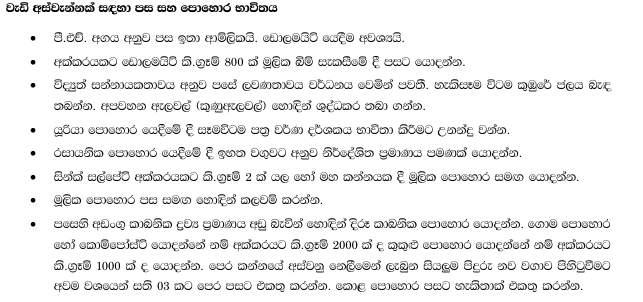 වැඩි අස්වැන්නක් සඳහා පස සහ පොහොර භාවිතය
• පී.එච්. අගය අනුව පස ඉතා ආම්ලිකයි. ඩොලමයිට් යෙදීම අවශ්‍යයි.
• අක්කරයකට ඩොලමයිට් කි.ග්‍රෑම් 800 ක් මූලික බිම් සැකසීමේ දී පසට යොදන්න.
• විද්‍යුත් සන්නායකතාවය අනුව පසේ ලවණතාවය වර්ධනය වෙමින් පවතී. හැකිසෑම විටම කුඹුරේ ජලය බැඳ
තබන්න. අපවහන ඇලවල් (කුණුඇලවල්) හොඳින් ශුද්ධකර තබා ගන්න.
• යූරියා පොහොර යෙදීමේ දී සෑමවිටම පත්‍ර වර්ණ දර්ශකය භාවිතා කිරීමට උනන්දු වන්න.
• රසායනික පොහොර යෙදීමේ දී ඉහත වගුවට අනුව නිර්දේශිත ප්‍රමාණය පමණක් යොදන්න.
• සින්ක් සල්පේට් අක්කරයකට කි.ග්‍රෑම් 2 ක් යල හෝ මහ කන්නයක දී මූලික පොහොර සමඟ යොදන්න.
• මූලික පොහොර පස සමඟ හොඳින් කලවම් කරන්න.
• පසෙහි අඩංගු කාබනික ද්‍රව්‍ය ප්‍රමාණය අඩු බැවින් හොඳින් දිරූ කාබනික පොහොර යොදන්න. ගොම පොහොර
හෝ කොම්පෝස්ට් යොදන්නේ නම් අක්කරයට කි.ග්‍රෑම් 2000 ක් ද කුකුළු පොහොර යොදන්නේ නම් අක්කරයට
කි.ග්‍රෑම් 1000 ක් ද යොදන්න. පෙර කන්නයේ අස්වනු නෙලීමෙන් ලැබුන සියලුම පිදුරු නව වගාව පිහිටුවීමට
අවම වශයෙන් සති 03 කට පෙර පසට එකතු කරන්න. කොළ පොහොර පසට හැකිතාක් එකතු කරන්න.